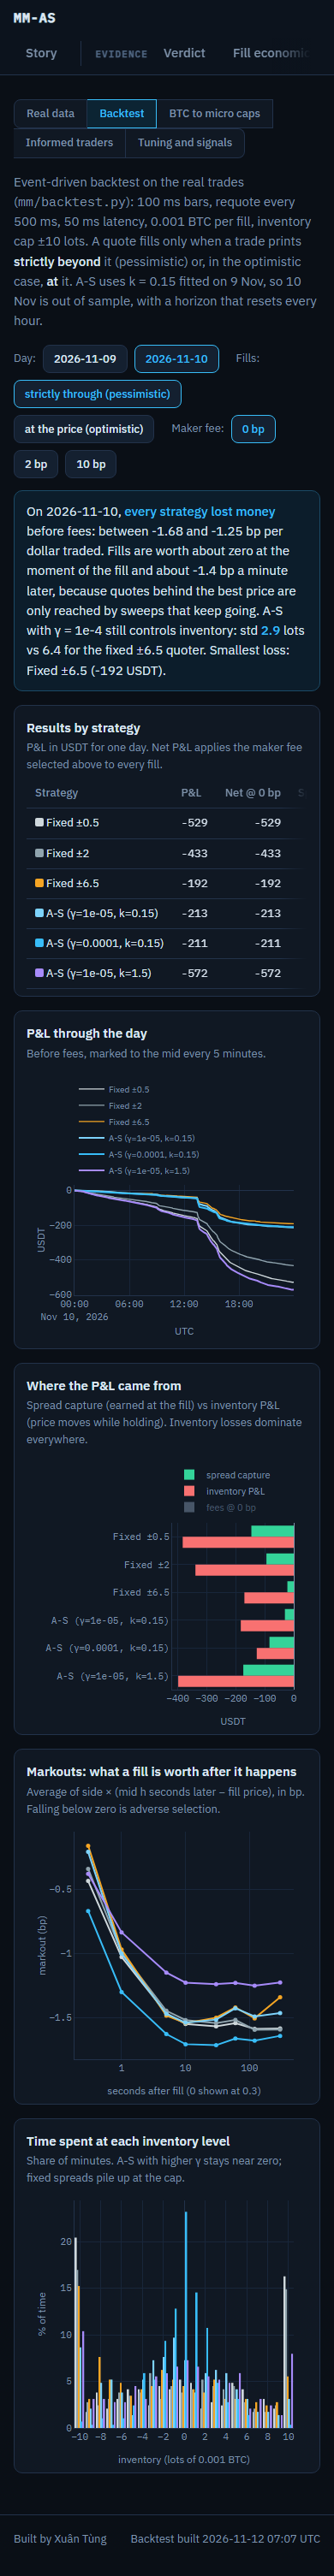 MM-AS
Story EVIDENCE Verdict Fill economic
Real data Backtest BTC to micro caps
Informed traders Tuning and signals
Event-driven backtest on the real trades
(mm/backtest.py): 100 ms bars, requote every
500 ms, 50 ms latency, 0.001 BTC per fill, inventory
cap ±10 lots. A quote fills only when a trade prints
strictly beyond it (pessimistic) or, in the optimistic
case, at it. A-S uses k = 0.15 fitted on 9 Nov, so 10
Nov is out of sample, with a horizon that resets every
hour.
Day: 2026-11-09 2026-11-10 Fills:
strictly through (pessimistic)
at the price (optimistic) Maker fee: 0 bp
2 bp 10 bp
On 2026-11-10, every strategy lost money
before fees: between -1.68 and -1.25 bp per
dollar traded. Fills are worth about zero at the
moment of the fill and about -1.4 bp a minute
later, because quotes behind the best price are
only reached by sweeps that keep going. A-S
with γ = 1e-4 still controls inventory: std 2.9 lots
vs 6.4 for the fixed ±6.5 quoter. Smallest loss:
Fixed ±6.5 (-192 USDT).
Results by strategy
P&L in USDT for one day. Net P&L applies the maker fee
selected above to every fill.
Strategy P&L Net @ 0 bp S
Fixed ±0.5 -529 -529
Fixed ±2 -433 -433
Fixed ±6.5 -192 -192
A-S (γ=1e-05, k=0.15) -213 -213
A-S (γ=0.0001, k=0.15) -211 -211
A-S (γ=1e-05, k=1.5) -572 -572
P&L through the day
Before fees, marked to the mid every 5 minutes.
Fixed ±0.5
Fixed ±2
Fixed ±6.5
A-S (γ=1e-05, k=0.15)
A-S (γ=0.0001, k=0.15)
A-S (γ=1e-05, k=1.5)
0
−200
−400
−600
USDT
00:00 06:00 12:00 18:00
Nov 10, 2026
UTC
Where the P&L came from
Spread capture (earned at the fill) vs inventory P&L
(price moves while holding). Inventory losses dominate
everywhere.
spread capture
inventory P&L
fees @ 0 bp
Fixed ±0.5
Fixed ±2
Fixed ±6.5
A-S (γ=1e-05, k=0.15)
A-S (γ=0.0001, k=0.15)
A-S (γ=1e-05, k=1.5)
−400 −300 −200 −100 0
USDT
Markouts: what a fill is worth after it happens
Average of side × (mid h seconds later − fill price), in bp.
Falling below zero is adverse selection.
−0.5
−1
−1.5
markout (bp)
1 10 100
seconds after fill (0 shown at 0.3)
Time spent at each inventory level
Share of minutes. A-S with higher γ stays near zero;
fixed spreads pile up at the cap.
20
15
10
5
0
% of time
−10 −8 −6 −4 −2 0 2 4 6 8 10
inventory (lots of 0.001 BTC)
Built by Xuân Tùng Backtest built 2026-11-12 07:07 UTC